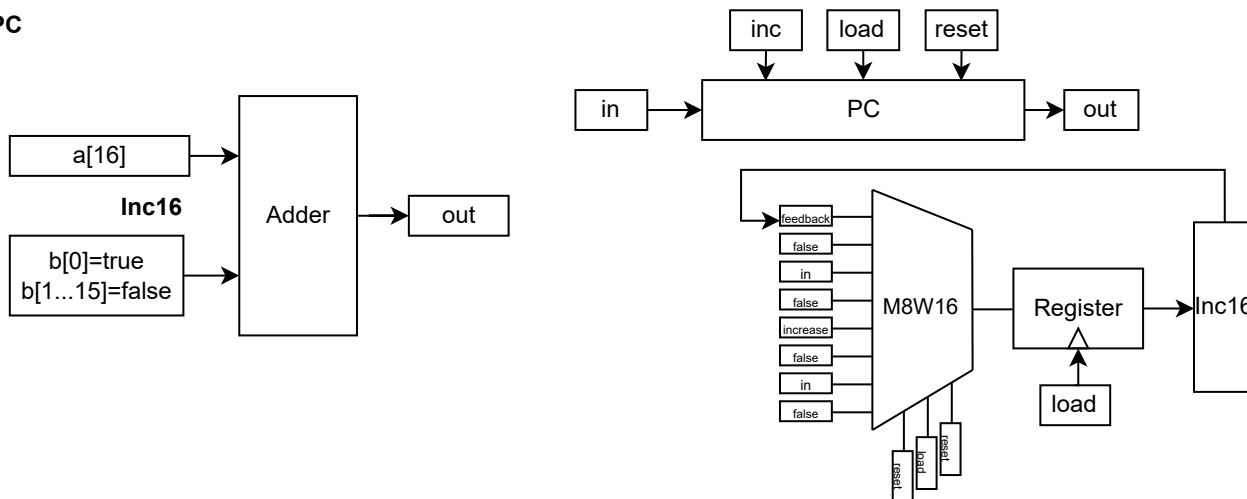 PC
a[16]
Inc16
b[0]=true
b[1...15]=false
Adder
out
inc
load
reset
in
PC
out
feedback
false
in
false
increase
false
in
false
M8W16
reset
load
reset
Register
load
Inc16